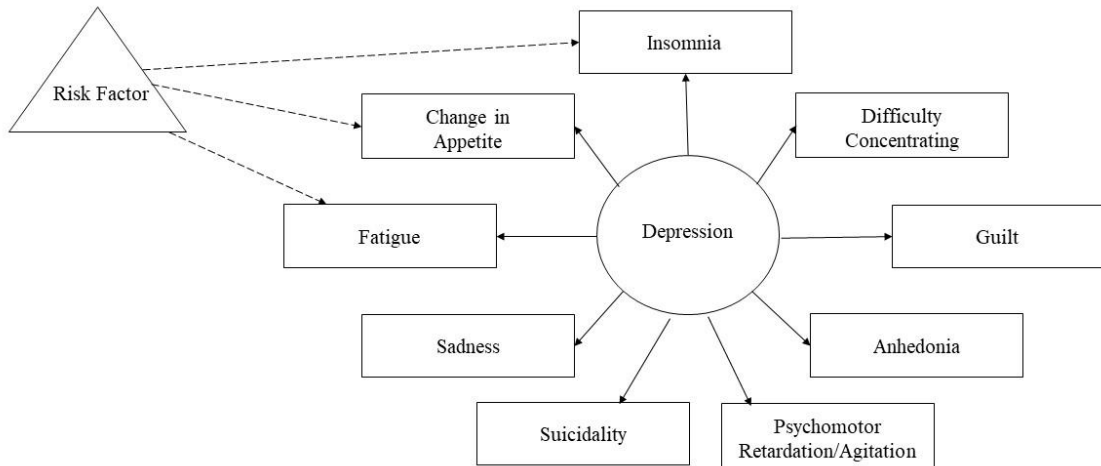 Insomnia
Risk Factor
Change in
Appetite
Difficulty
Concentrating
Fatigue
Depression
Guilt
Sadness
Anhedonia
Suicidality
Psychomotor
Retardation/Agitation